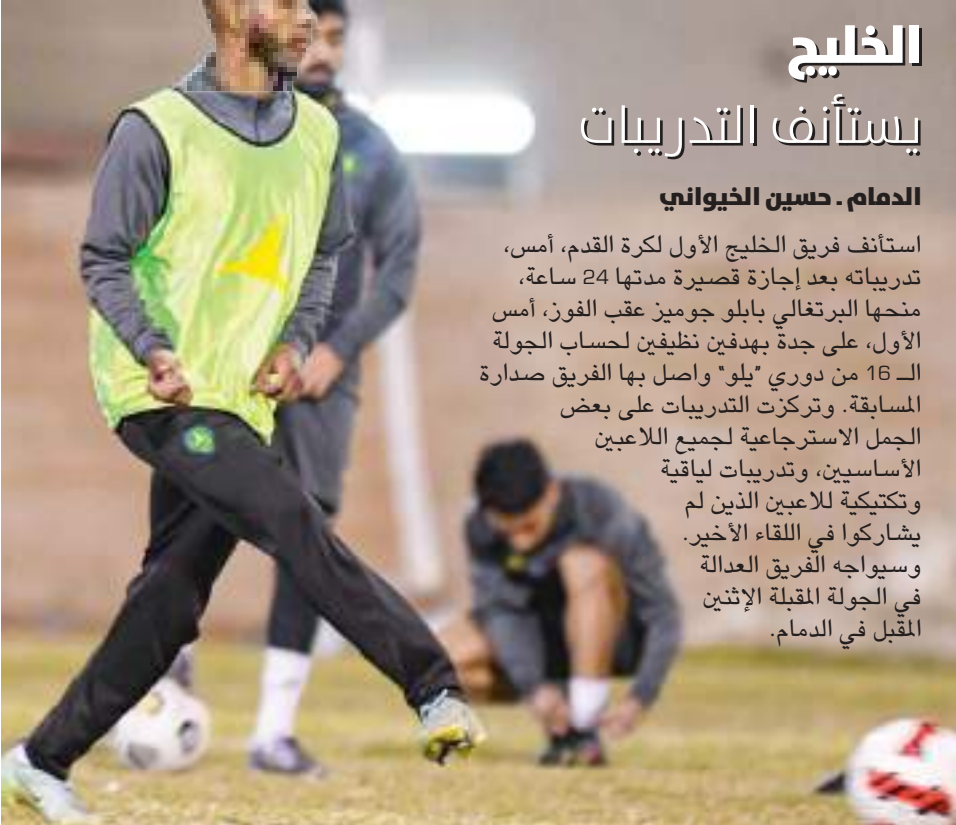 الخليج
يستأنف التدريبات
الدمام . حسين الخيواني
استأنف فريق الخليج الأول لكرة القدم، أمس،
تدريباته بعد إجازة قصيرة مدتها 24 ساعة،
منحها البرتغالي بابلو جوميز عقب الفوز، أمس
الأول، على جدة بهدفين نظيفين لحساب الجولة
الـ 16 من دوري "يلو" واصل بها الفريق صدارة
المسابقة. وتركزت التدريبات على بعض
الجمل الاسترجاعية لجميع اللاعبين
الأساسيين، وتدريبات لياقية
وتكتيكية للاعبين الذين لم
يشاركوا في اللقاء الأخير.
وسيواجه الفريق العدالة
في الجولة المقبلة الإثنين
المقبل في الدمام.